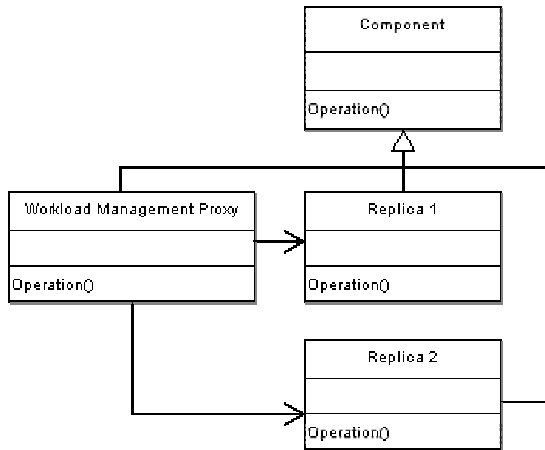 Component
Operation()
Workload Management Proxy
Operation()
Replica 1
Operation()
Replica 2
Operation()